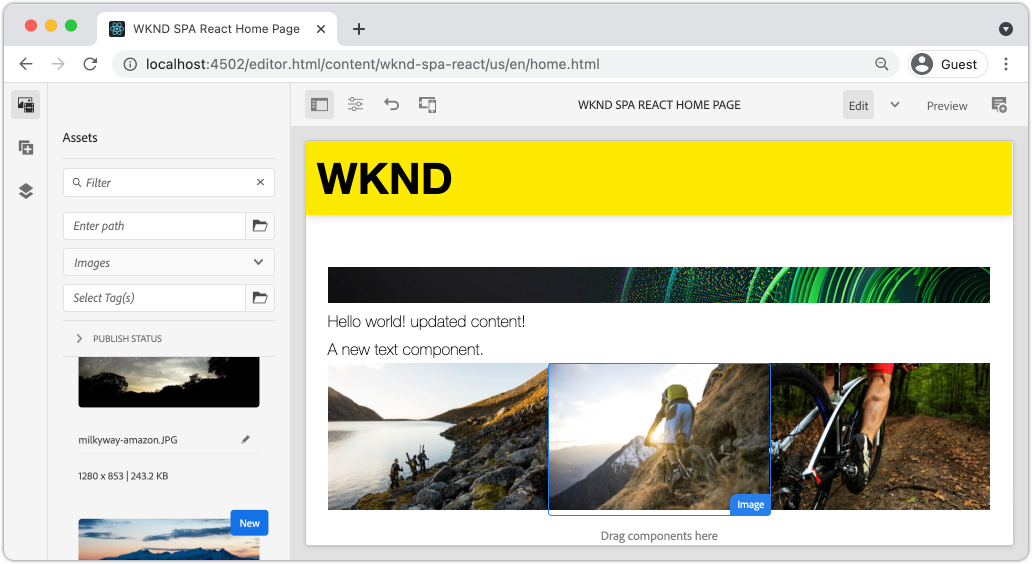 WKND SPA React Home Page
localhost:4502/editor.html/content/wknd-spa-react/us/en/home.html
Guest
WKND SPA REACT HOME PAGE
Edit
Preview
Assets
Filter
Enter path
Images
Select Tag(s)
PUBLISH STATUS
milkyway-amazon.JPG
1280 x 853 | 243.2 KB
New
WKND
Hello world! updated content!
A new text component.
Image
Drag components here